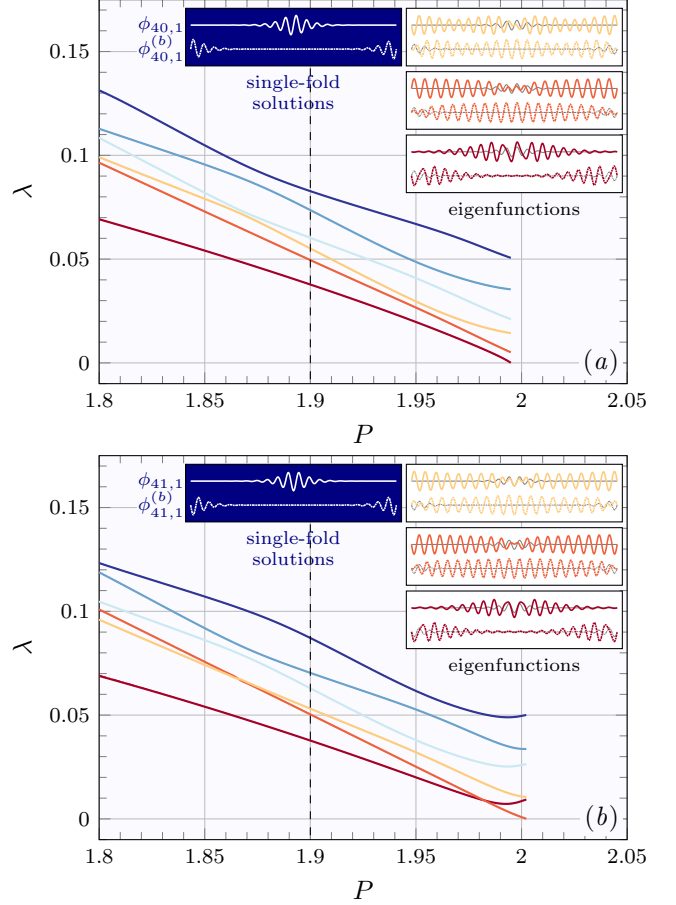 0.15
0.1
0.05
0
λ
ϕ₄₀,₁
ϕ₄₀,₁⁽ᵇ⁾
single-fold
solutions
eigenfunctions
(a)
1.8 1.85 1.9 1.95 2 2.05
P
0.15
0.1
0.05
0
λ
ϕ₄₁,₁
ϕ₄₁,₁⁽ᵇ⁾
single-fold
solutions
eigenfunctions
(b)
1.8 1.85 1.9 1.95 2 2.05
P